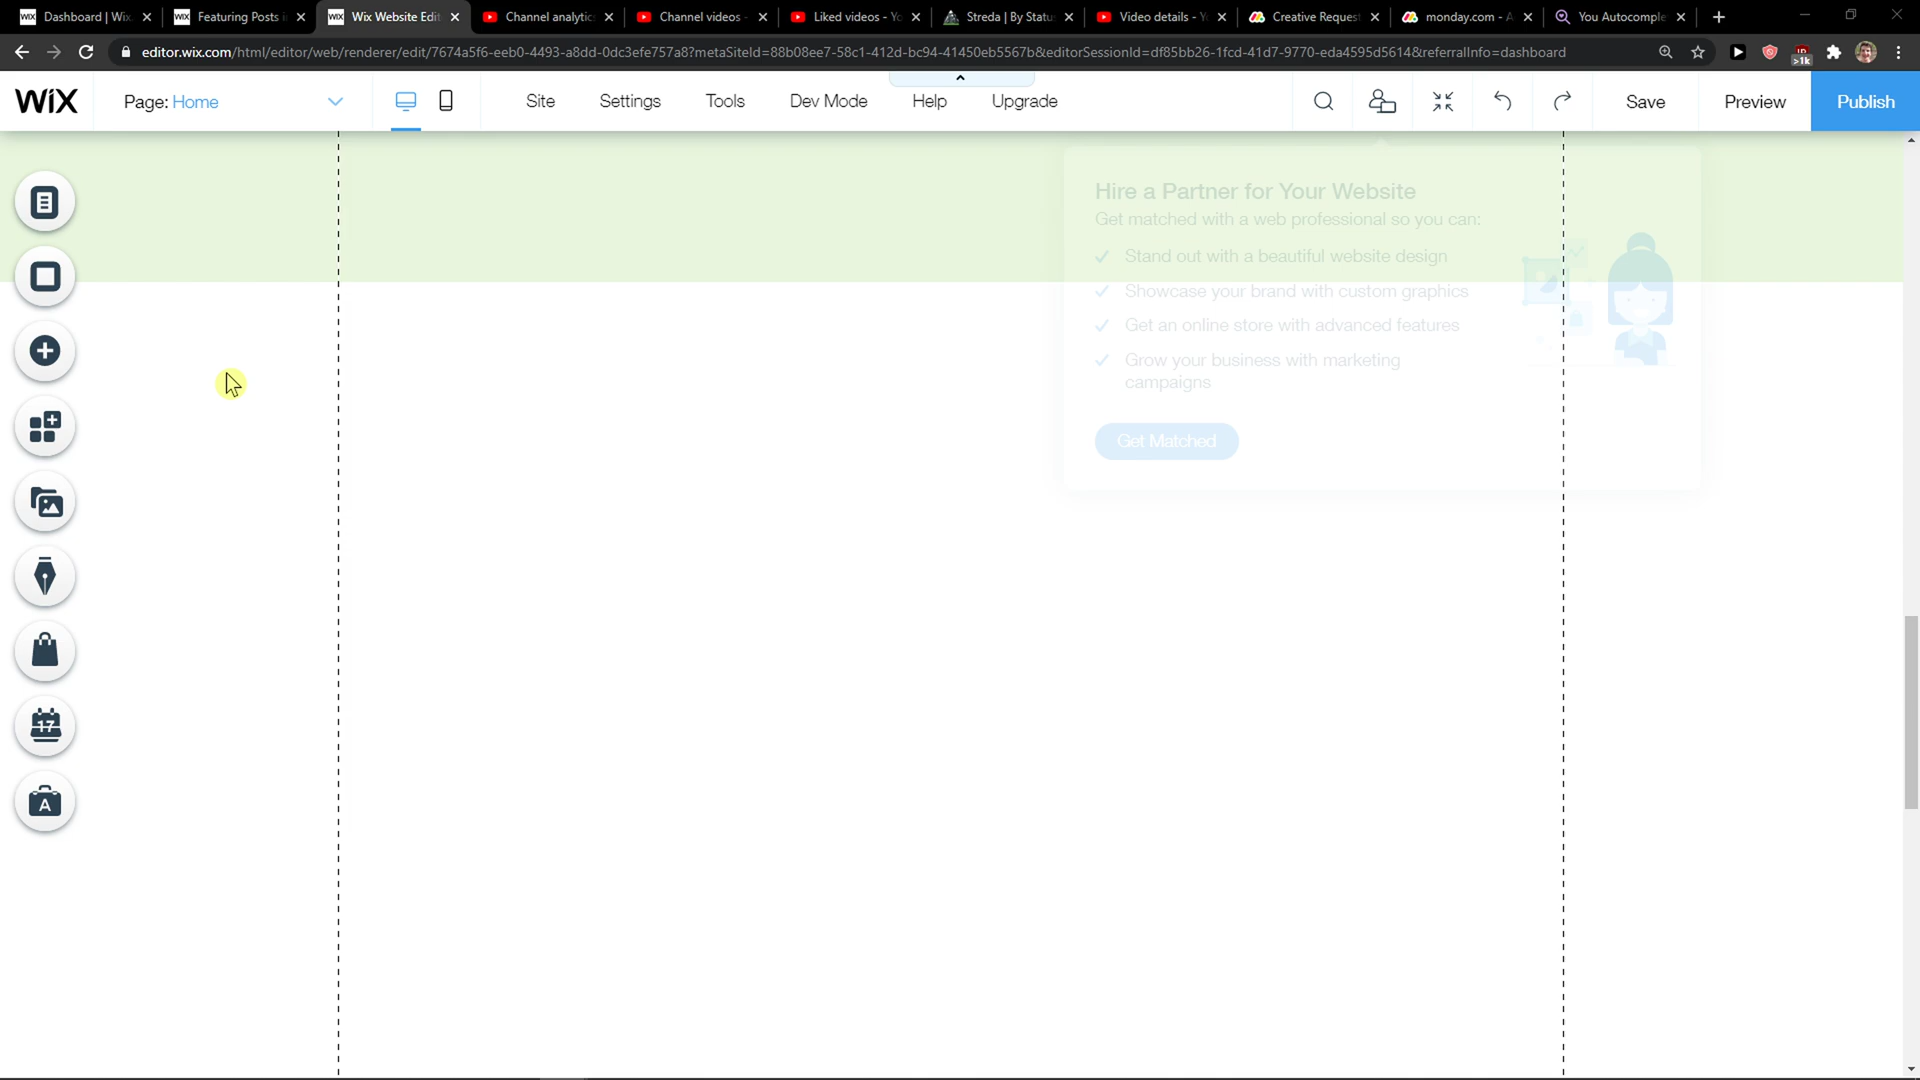 Dashboard | Wix
Featuring Posts i
Wix Website Edit
Channel analytic
Channel videos -
Liked videos - Yo
Streda | By Statu
Video details - Y
Creative Request
monday.com - A
You Autocomple
editor.wix.com/html/editor/web/renderer/edit/7674a5f6-eeb0-4493-a8dd-0dc3efe757a8?metaSiteId=88b08ee7-58c1-412d-bc94-41450eb5567b&editorSessionId=df85bb26-1fcd-41d7-9770-eda4595d5614&referralInfo=dashboard
>1k
WiX
Page: Home
Site
Settings
Tools
Dev Mode
Help
Upgrade
Save
Preview
Publish
Hire a Partner for Your Website
Get matched with a web professional so you can:
Stand out with a beautiful website design
Showcase your brand with custom graphics
Get an online store with advanced features
Grow your business with marketing
campaigns
Get Matched
17
A